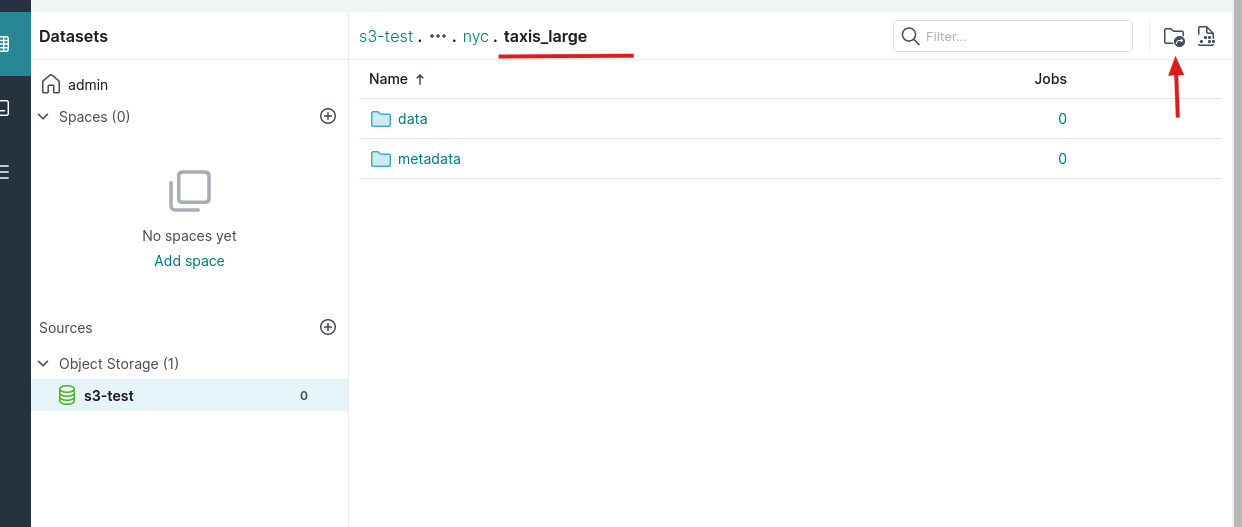 Datasets
s3-test . ··· . nyc . taxis_large
Filter...
admin
Name ↑ Jobs
Spaces (0)
data 0
metadata 0
No spaces yet
Add space
Sources
Object Storage (1)
s3-test 0